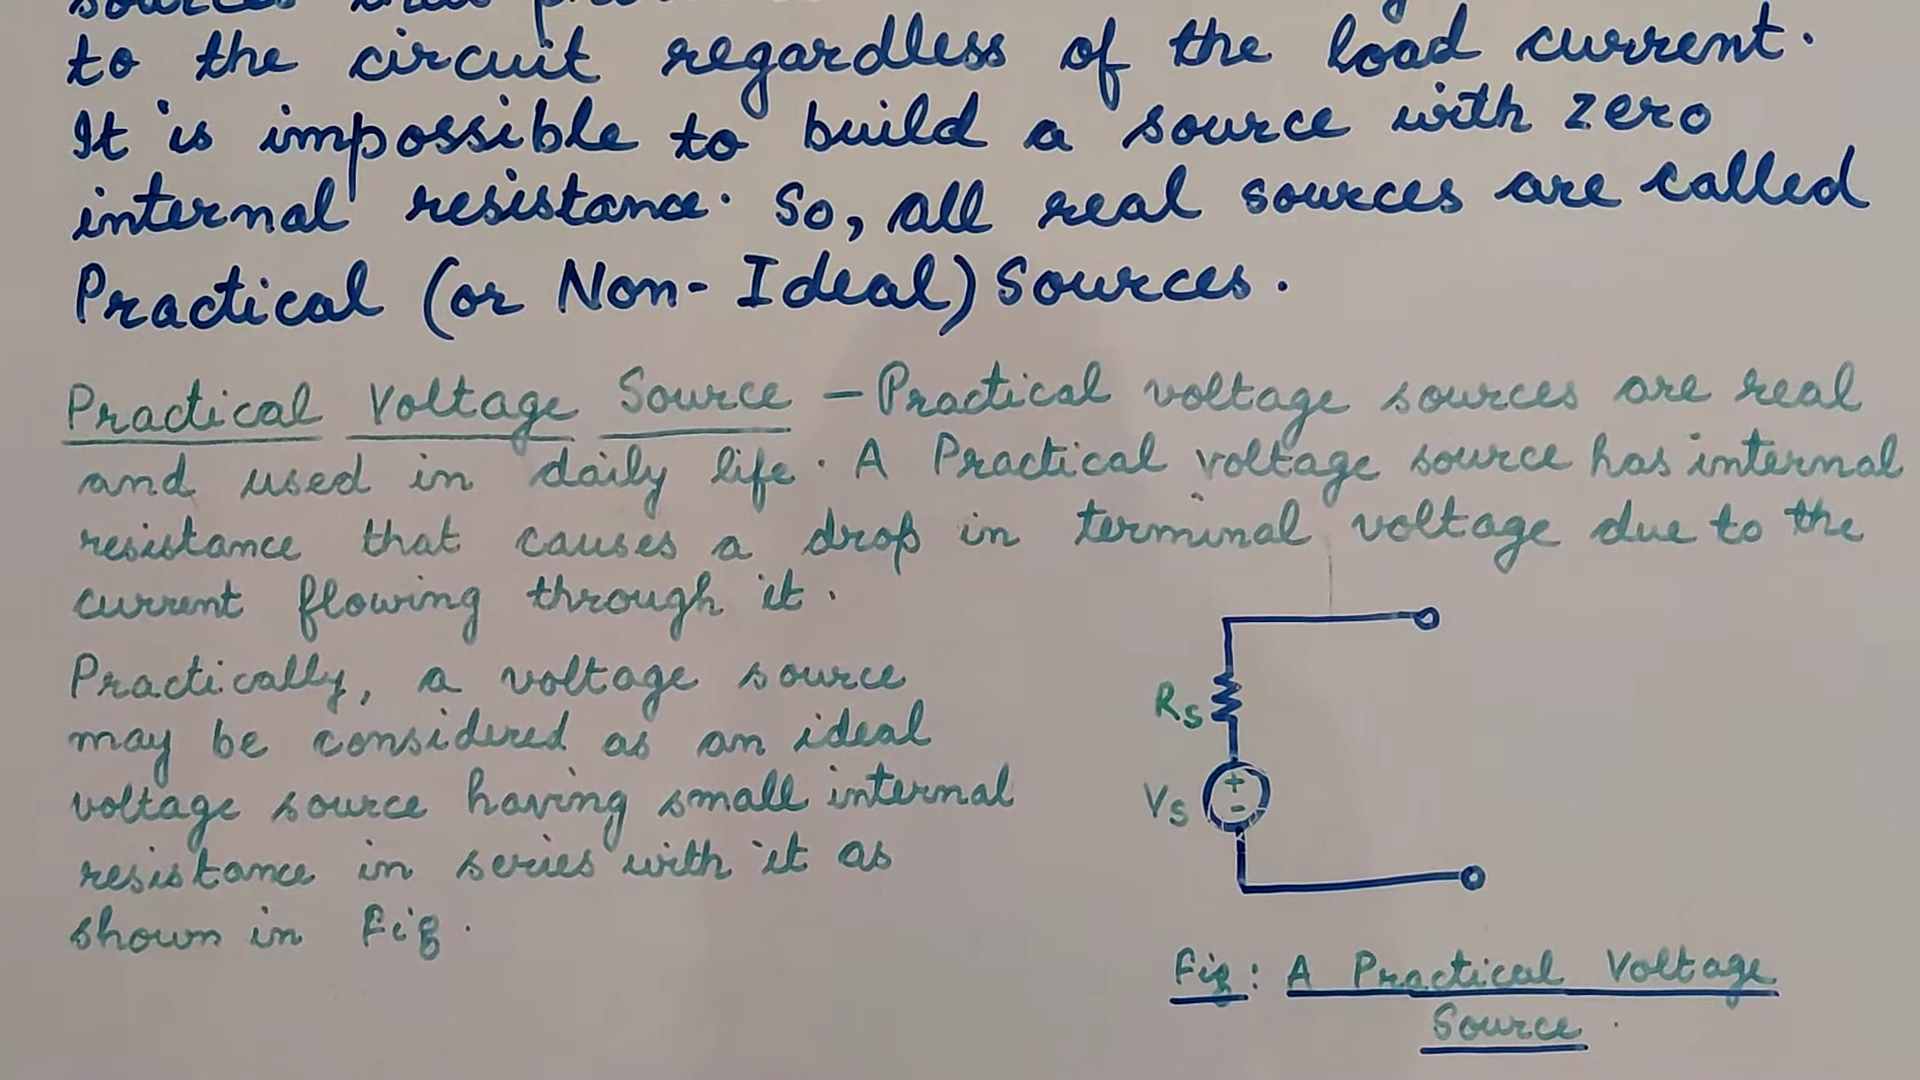 to the circuit regardless of the load current.
It is impossible to build a source with zero
internal resistance. So, all real sources are called
Practical (or Non-Ideal) Sources.
Practical Voltage Source - Practical voltage sources are real
and used in daily life. A Practical voltage source has internal
resistance that causes a drop in terminal voltage due to the
current flowing through it.
Practically, a voltage source
may be considered as an ideal
voltage source having small internal
resistance in series with it as
shown in Fig.
Rs
Vs
+
-
Fig: A Practical Voltage
Source